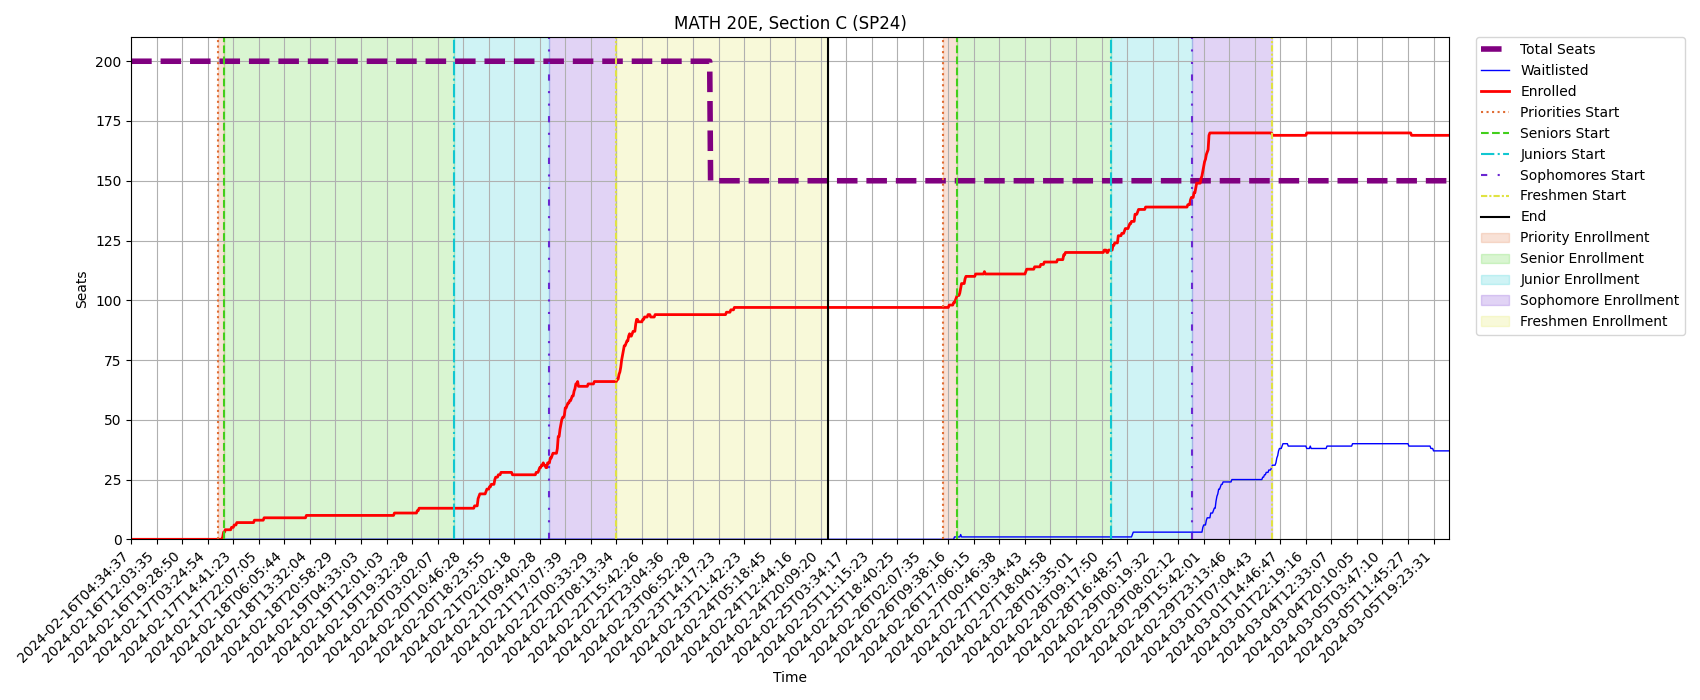 MATH 20E, Section C (SP24)
Seats
200
175
150
125
100
75
50
25
0
2024-02-16T04:34:37
2024-02-16T12:03:35
2024-02-16T19:28:50
2024-02-17T03:24:54
2024-02-17T14:41:23
2024-02-17T22:07:05
2024-02-18T06:05:44
2024-02-18T13:32:04
2024-02-18T20:58:29
2024-02-19T04:33:03
2024-02-19T12:01:03
2024-02-19T19:32:28
2024-02-20T03:02:07
2024-02-20T10:46:28
2024-02-20T18:23:55
2024-02-21T02:02:18
2024-02-21T09:40:28
2024-02-21T17:07:39
2024-02-22T00:33:29
2024-02-22T08:13:34
2024-02-22T15:42:26
2024-02-22T23:04:36
2024-02-23T06:52:28
2024-02-23T14:17:23
2024-02-23T21:42:23
2024-02-24T05:18:45
2024-02-24T12:44:16
2024-02-24T20:09:20
2024-02-25T03:34:17
2024-02-25T11:15:23
2024-02-25T18:40:25
2024-02-26T02:07:35
2024-02-26T09:38:16
2024-02-26T17:06:15
2024-02-27T00:46:38
2024-02-27T10:34:43
2024-02-27T18:04:58
2024-02-28T01:35:01
2024-02-28T09:17:50
2024-02-28T16:48:57
2024-02-29T00:19:32
2024-02-29T08:02:12
2024-02-29T15:42:01
2024-02-29T23:13:46
2024-03-01T07:04:43
2024-03-01T14:46:47
2024-03-01T22:19:16
2024-03-04T12:33:07
2024-03-04T20:10:05
2024-03-05T03:47:10
2024-03-05T11:45:27
2024-03-05T19:23:31
Time
Total Seats
Waitlisted
Enrolled
Priorities Start
Seniors Start
Juniors Start
Sophomores Start
Freshmen Start
End
Priority Enrollment
Senior Enrollment
Junior Enrollment
Sophomore Enrollment
Freshmen Enrollment